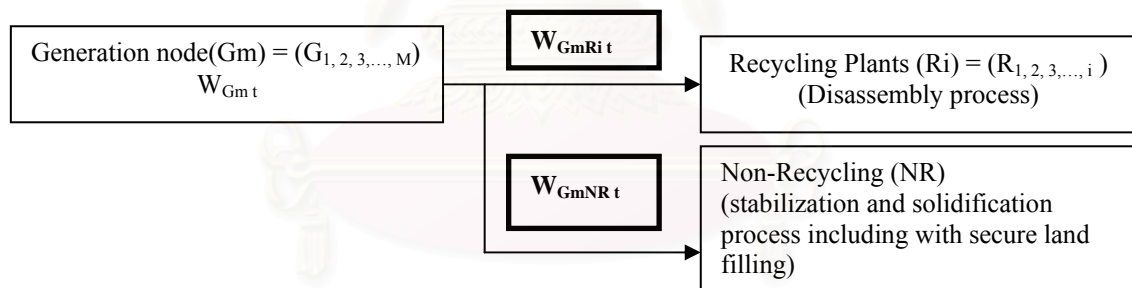 Generation node(Gm) = (G1, 2, 3,..., M)
WGm t
WGmRi t
Recycling Plants (Ri) = (R1, 2, 3,..., i )
(Disassembly process)
WGmNR t
Non-Recycling (NR)
(stabilization and solidification
process including with secure land
filling)